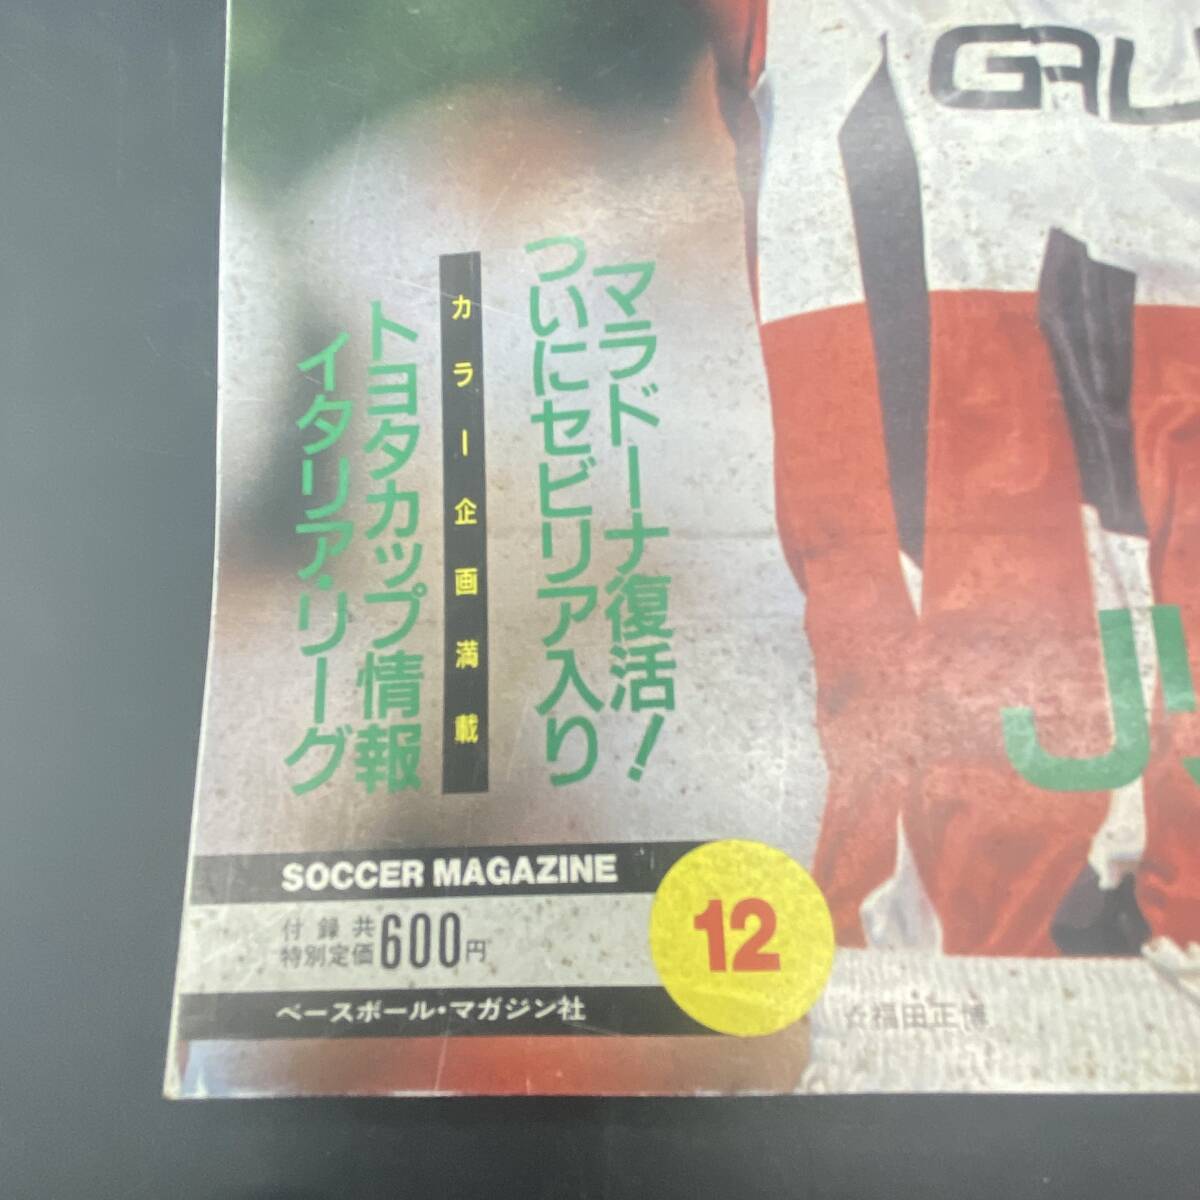 GAL
マラドーナ復活!
ついにセビリア入り
カラー企画満載
トヨタカップ情報
イタリア・リーグ
J
SOCCER MAGAZINE
付録共
特別定価600円
12
ベースボール・マガジン社
☆福田正博